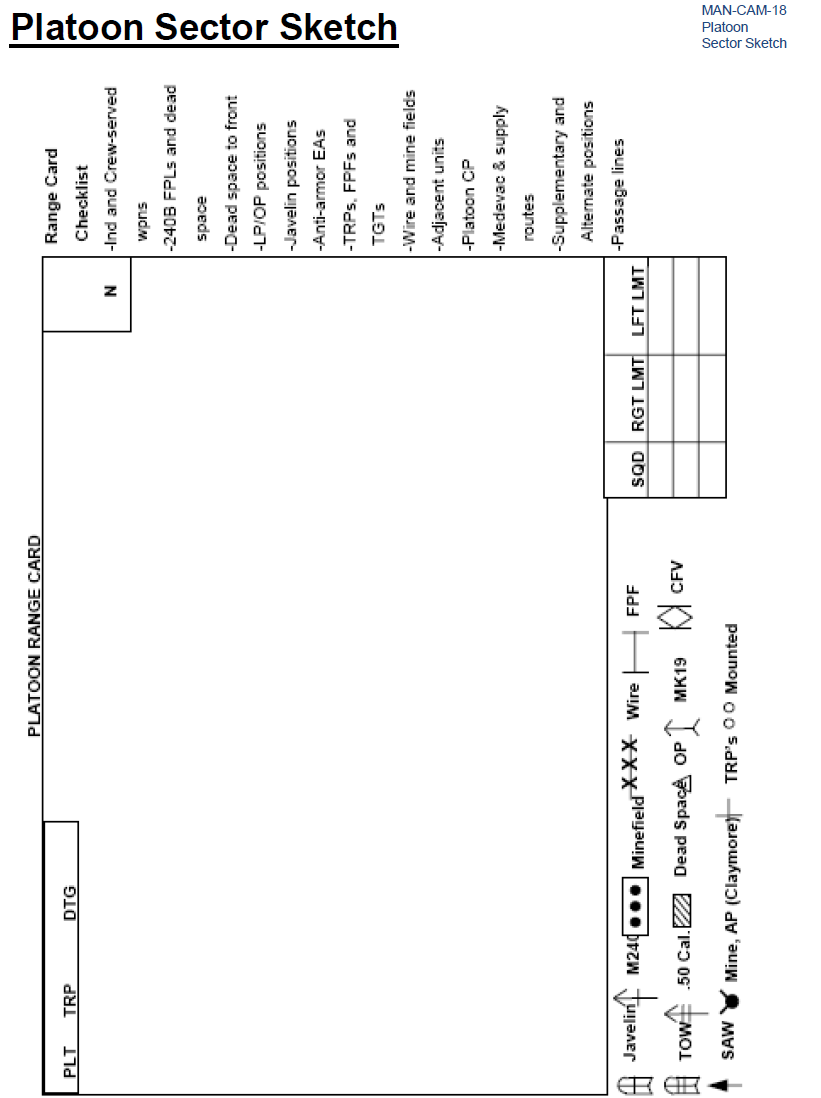 Platoon Sector Sketch
MAN-CAM-18
Platoon
Sector Sketch
PLATOON RANGE CARD
PLT TRP DTG
N
Range Card
Checklist
-Ind and Crew-served
wpns
-240B FPLs and dead
space
-Dead space to front
-LP/OP positions
-Javelin positions
-Anti-armor EAs
-TRPs, FPFs and
TGTs
-Wire and mine fields
-Adjacent units
-Platoon CP
-Medevac & supply
routes
-Supplementary and
Alternate positions
-Passage lines
SQD RGT LMT LFT LMT
Javelin M240 Minefield XXX Wire FPF
TOW .50 Cal. Dead Space OP MK19 CFV
SAW Mine, AP (Claymore) TRP's Mounted